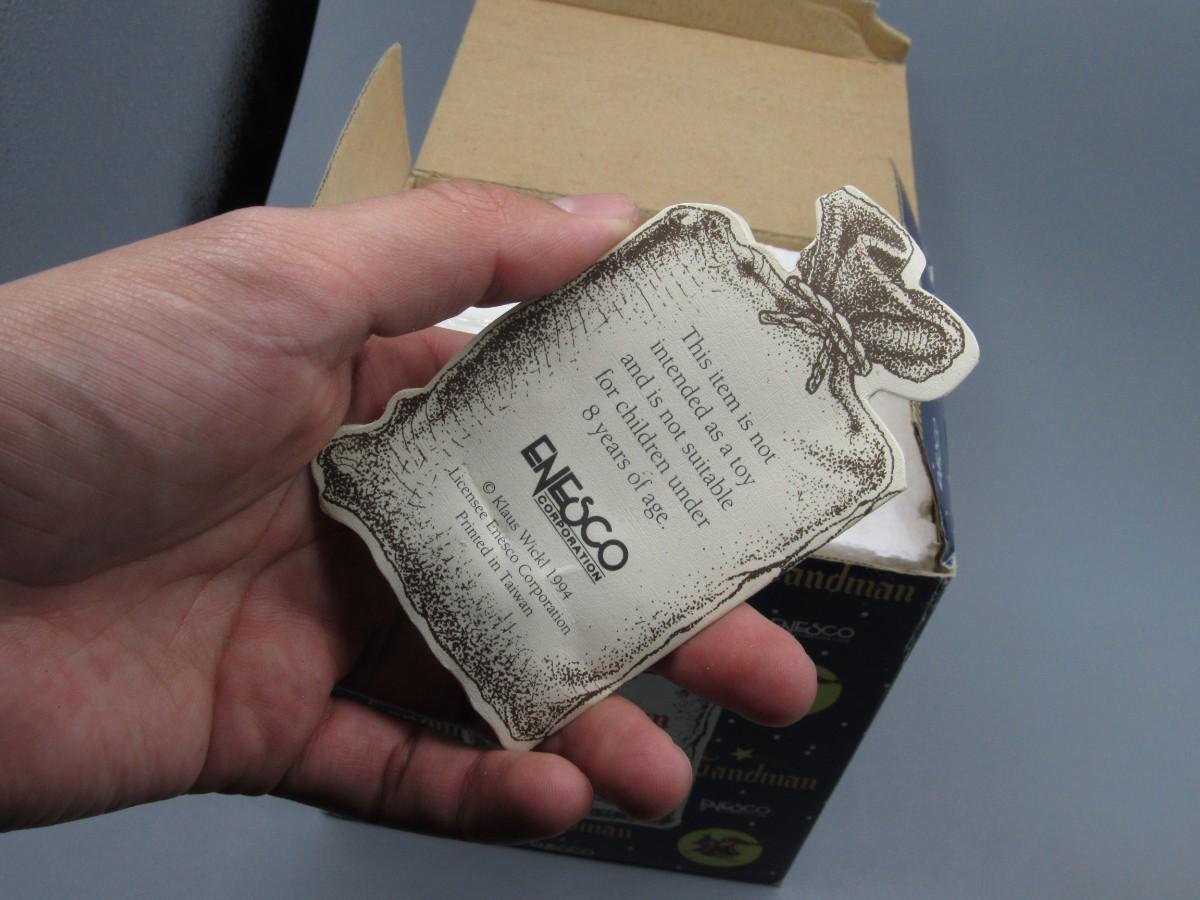 This item is not
intended as a toy
and is not suitable
for children under
8 years of age.
ENESCO
CORPORATION
© Klaus Wickl 1994
Licensee Enesco Corporation
Printed in Taiwan
andman
ENESCO
Sandman
ENESCO